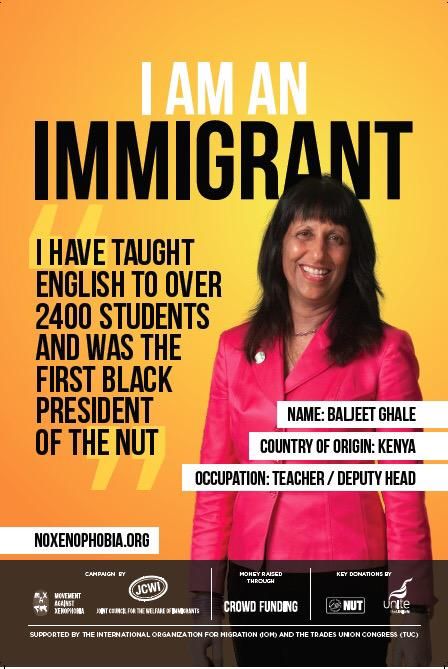 I AM AN
IMMIGRANT
“
I HAVE TAUGHT
ENGLISH TO OVER
2400 STUDENTS
AND WAS THE
FIRST BLACK
PRESIDENT
OF THE NUT
”
NAME: BALJEET GHALE
COUNTRY OF ORIGIN: KENYA
OCCUPATION: TEACHER / DEPUTY HEAD
NOXENOPHOBIA.ORG
CAMPAIGN BY
MOVEMENT
AGAINST
XENOPHOBIA
JCWI
JOINT COUNCIL FOR THE WELFARE OF IMMIGRANTS
MONEY RAISED
THROUGH
CROWD FUNDING
KEY DONATIONS BY
NUT
unite
SUPPORTED BY THE INTERNATIONAL ORGANIZATION FOR MIGRATION (IOM) AND THE TRADES UNION CONGRESS (TUC)